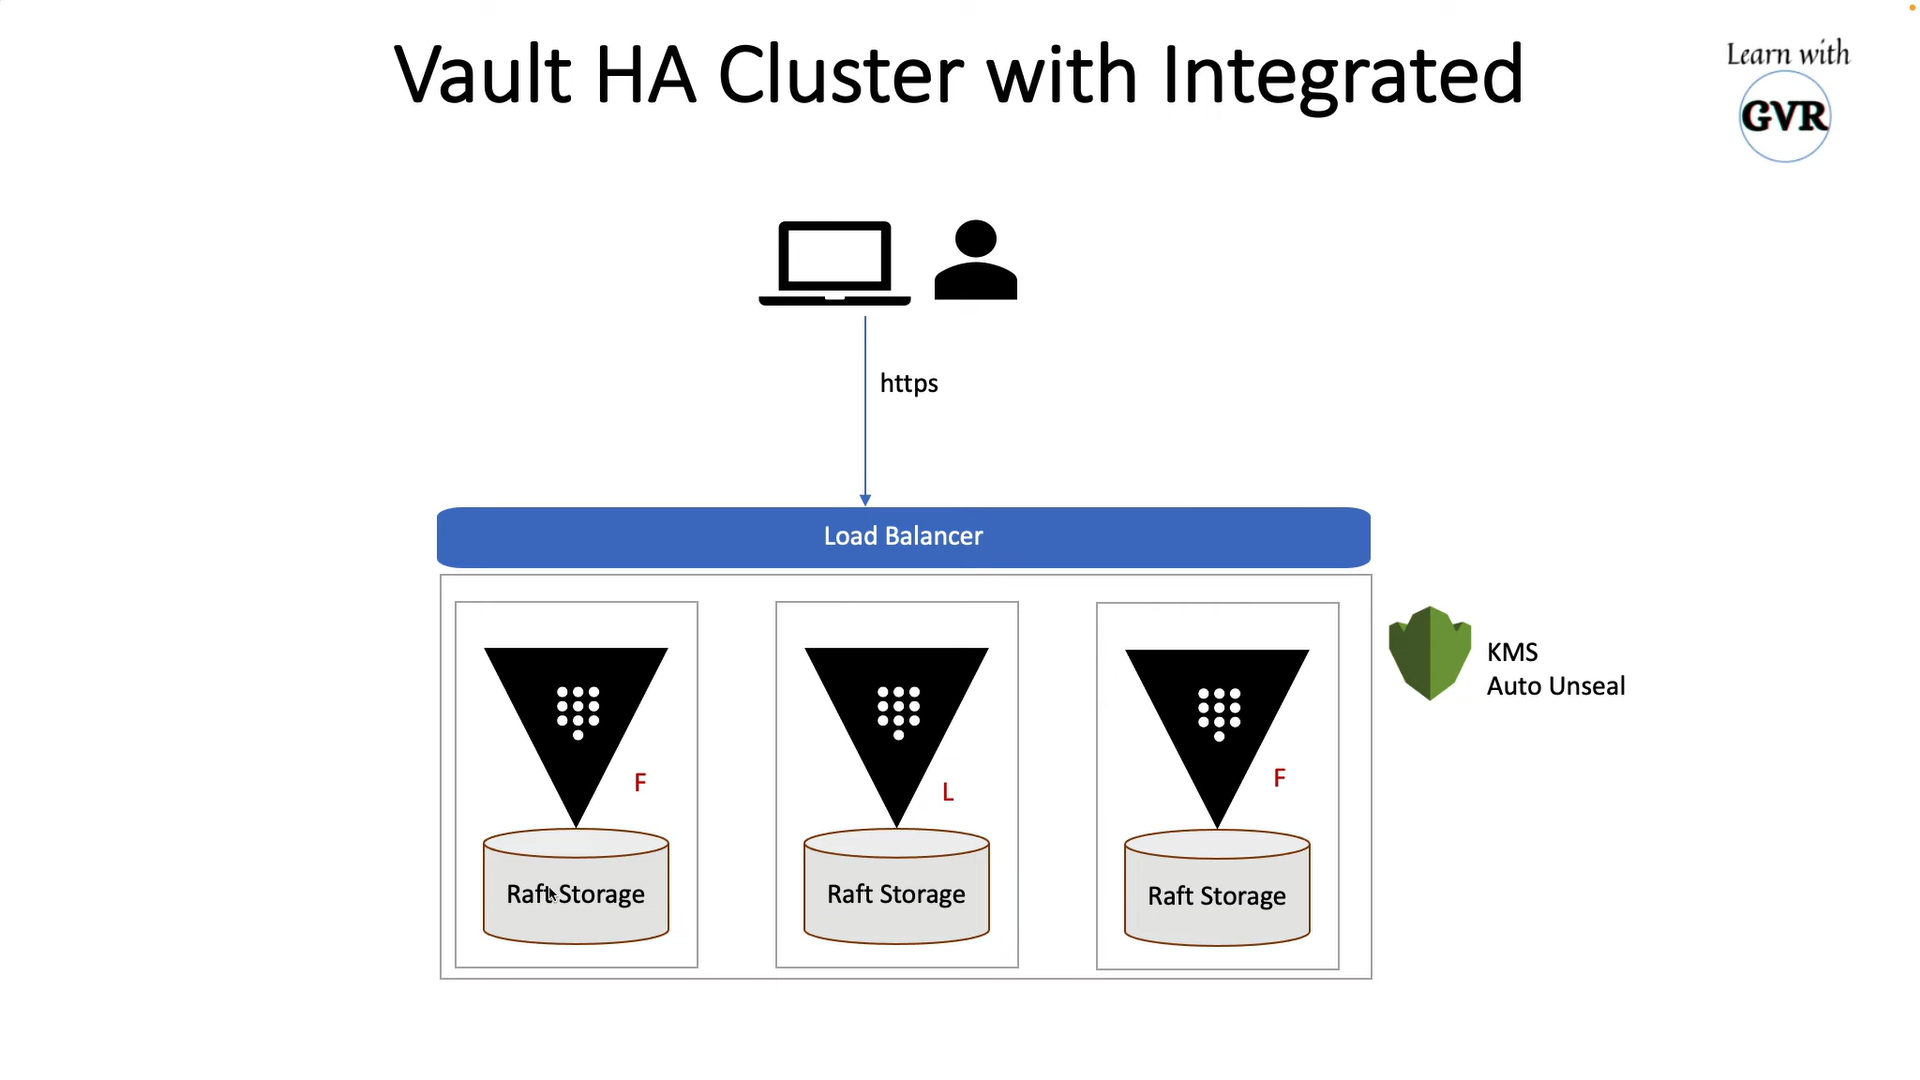 Vault HA Cluster with Integrated
Learn with
GVR
https
Load Balancer
KMS
Auto Unseal
F
L
F
Raft Storage
Raft Storage
Raft Storage